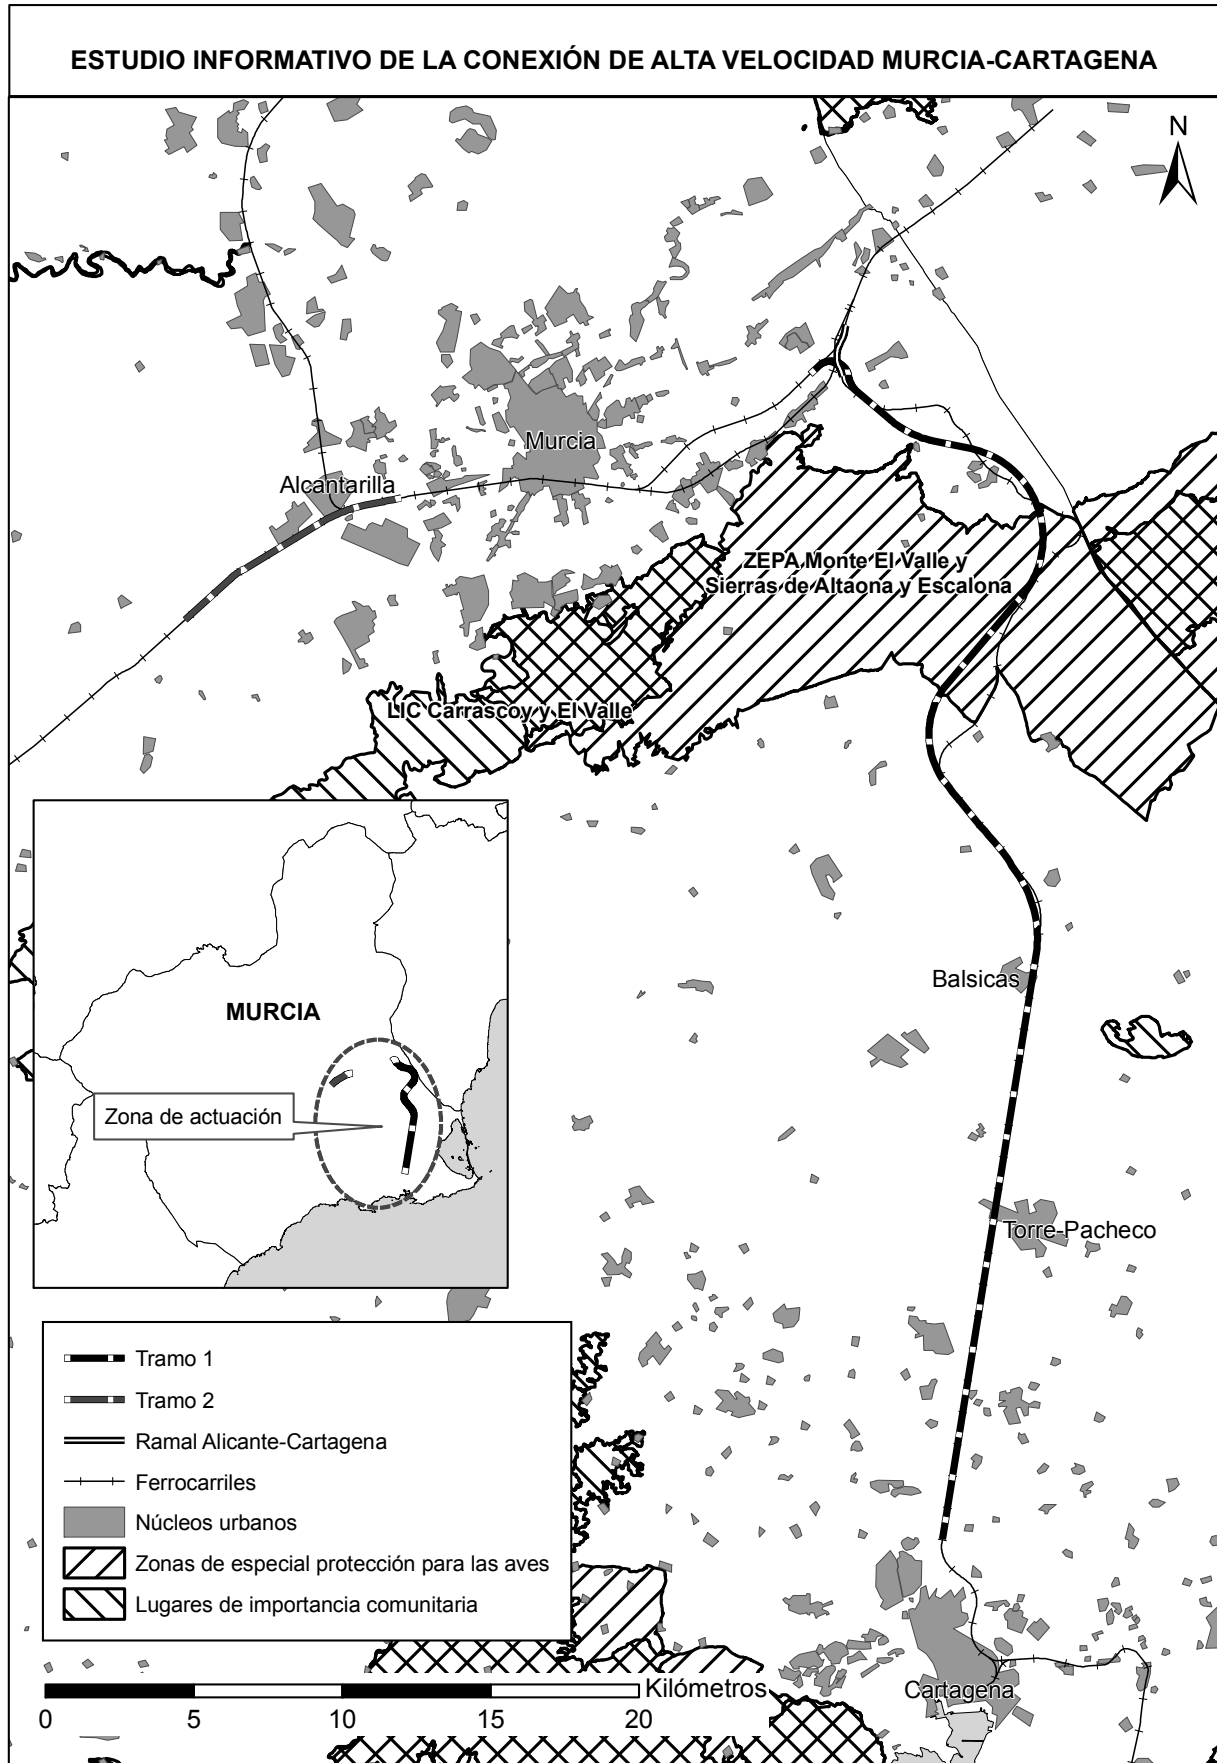 ESTUDIO INFORMATIVO DE LA CONEXIÓN DE ALTA VELOCIDAD MURCIA-CARTAGENA
N
Murcia
Alcantarilla
ZEPA Monte El Valle y
Sierras de Altaona y Escalona
LIC Carrascoy y El Valle
Balsicas
MURCIA
Zona de actuación
Torre-Pacheco
Tramo 1
Tramo 2
Ramal Alicante-Cartagena
Ferrocarriles
Núcleos urbanos
Zonas de especial protección para las aves
Lugares de importancia comunitaria
Cartagena
Kilómetros
0 5 10 15 20